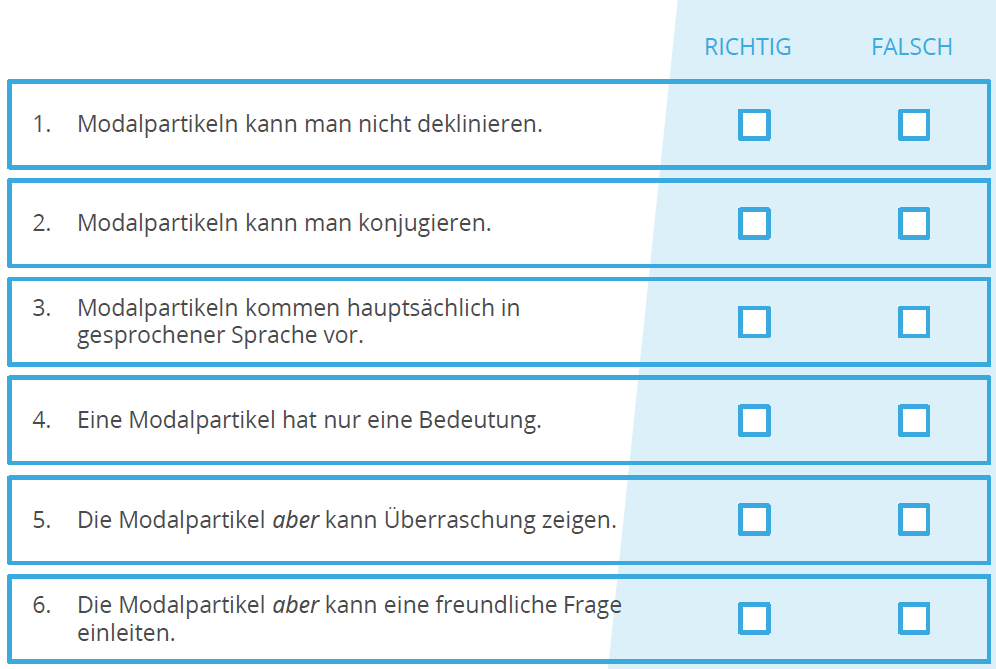 RICHTIG FALSCH
1. Modalpartikeln kann man nicht deklinieren.
2. Modalpartikeln kann man konjugieren.
3. Modalpartikeln kommen hauptsächlich in
gesprochener Sprache vor.
4. Eine Modalpartikel hat nur eine Bedeutung.
5. Die Modalpartikel aber kann Überraschung zeigen.
6. Die Modalpartikel aber kann eine freundliche Frage
einleiten.